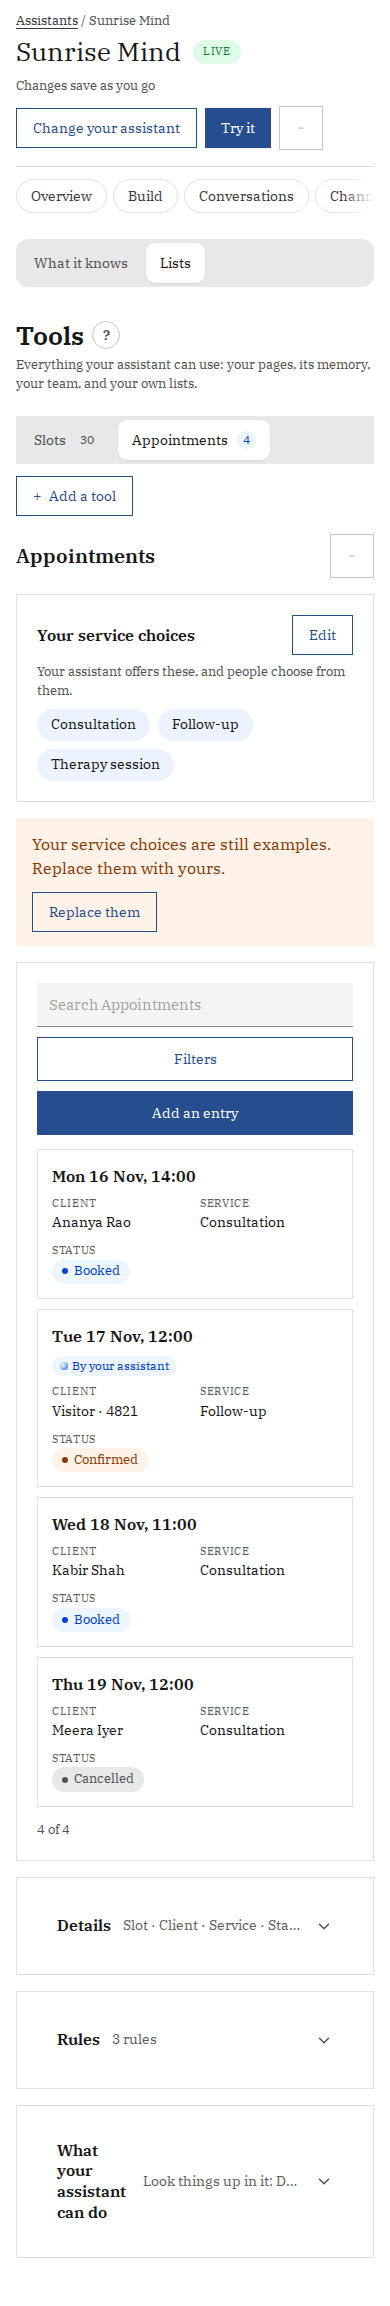 Assistants / Sunrise Mind
Sunrise Mind LIVE
Changes save as you go
Change your assistant Try it
Overview Build Conversations Chann
What it knows Lists
Tools ?
Everything your assistant can use: your pages, its memory,
your team, and your own lists.
Slots 30 Appointments 4
+ Add a tool
Appointments
Your service choices Edit
Your assistant offers these, and people choose from
them.
Consultation Follow-up
Therapy session
Your service choices are still examples.
Replace them with yours.
Replace them
Search Appointments
Filters
Add an entry
Mon 16 Nov, 14:00
CLIENT SERVICE
Ananya Rao Consultation
STATUS
Booked
Tue 17 Nov, 12:00
By your assistant
CLIENT SERVICE
Visitor · 4821 Follow-up
STATUS
Confirmed
Wed 18 Nov, 11:00
CLIENT SERVICE
Kabir Shah Consultation
STATUS
Booked
Thu 19 Nov, 12:00
CLIENT SERVICE
Meera Iyer Consultation
STATUS
Cancelled
4 of 4
Details Slot · Client · Service · Sta...
Rules 3 rules
What
your
assistant Look things up in it: D...
can do